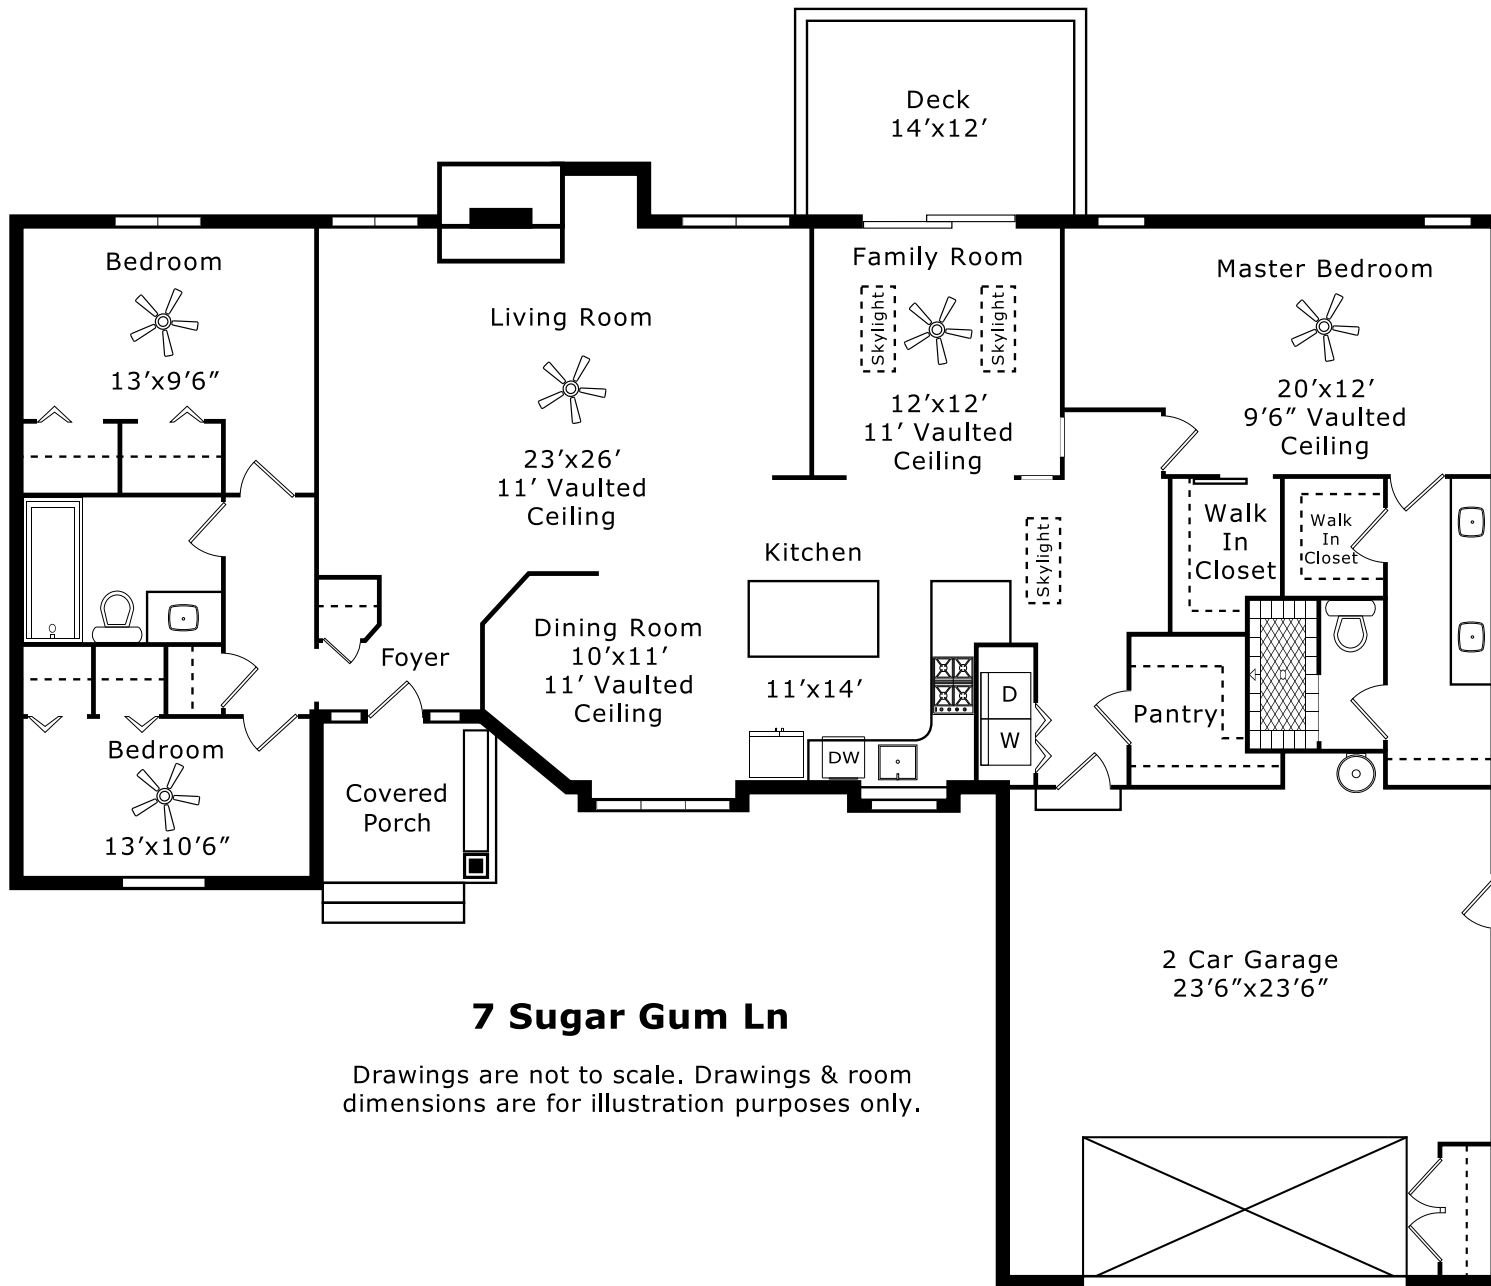 Deck
14′x12′
Bedroom
13′x9′6″
Living Room
23′x26′
11′ Vaulted
Ceiling
Family Room
Skylight
Skylight
12′x12′
11′ Vaulted
Ceiling
Master Bedroom
20′x12′
9′6″ Vaulted
Ceiling
Walk
In
Closet
Walk
In
Closet
Kitchen
11′x14′
Skylight
Dining Room
10′x11′
11′ Vaulted
Ceiling
Foyer
D
W
DW
Pantry
Bedroom
13′x10′6″
Covered
Porch
2 Car Garage
23′6″x23′6″
7 Sugar Gum Ln
Drawings are not to scale. Drawings & room
dimensions are for illustration purposes only.